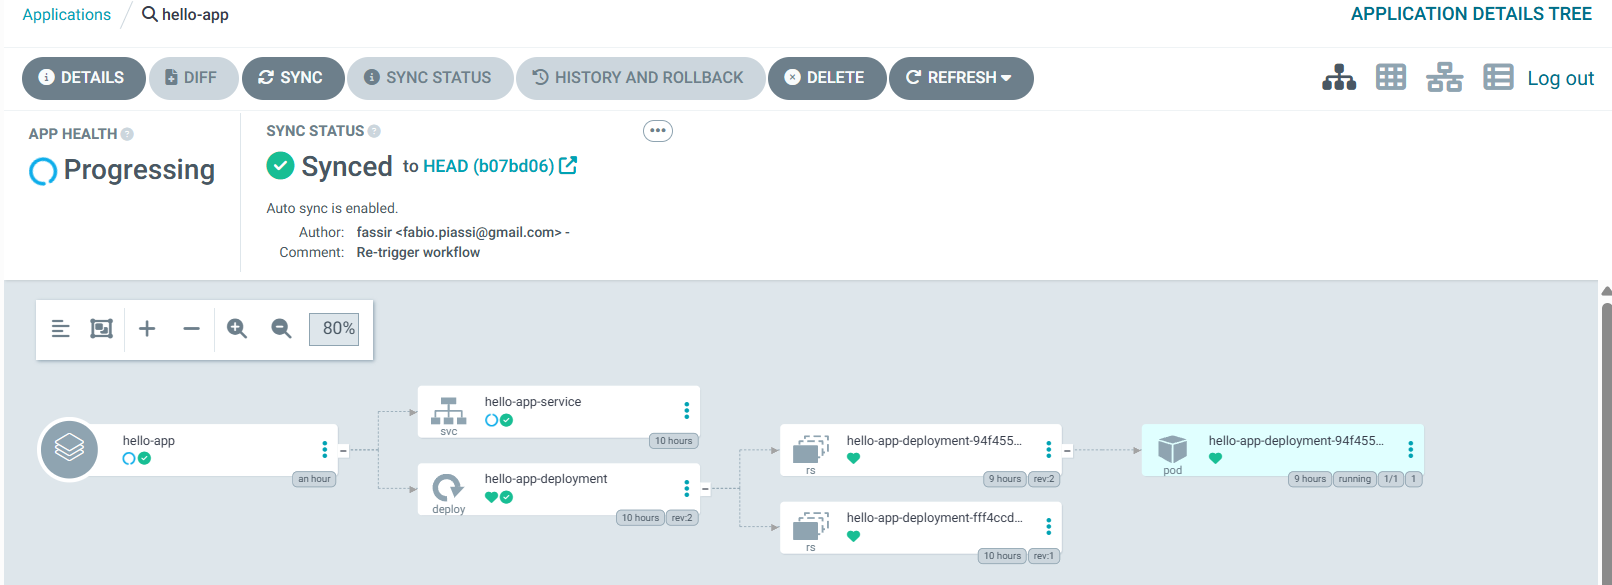 Applications / hello-app
APPLICATION DETAILS TREE
DETAILS
DIFF
SYNC
SYNC STATUS
HISTORY AND ROLLBACK
DELETE
REFRESH
Log out
APP HEALTH
Progressing
SYNC STATUS
Synced to HEAD (b07bd06)
Auto sync is enabled.
Author: fassir <fabio.piassi@gmail.com> -
Comment: Re-trigger workflow
80%
hello-app
an hour
svc
hello-app-service
10 hours
deploy
hello-app-deployment
10 hours rev:2
rs
hello-app-deployment-94f455...
9 hours rev:2
rs
hello-app-deployment-fff4ccd...
10 hours rev:1
pod
hello-app-deployment-94f455...
9 hours running 1/1 1